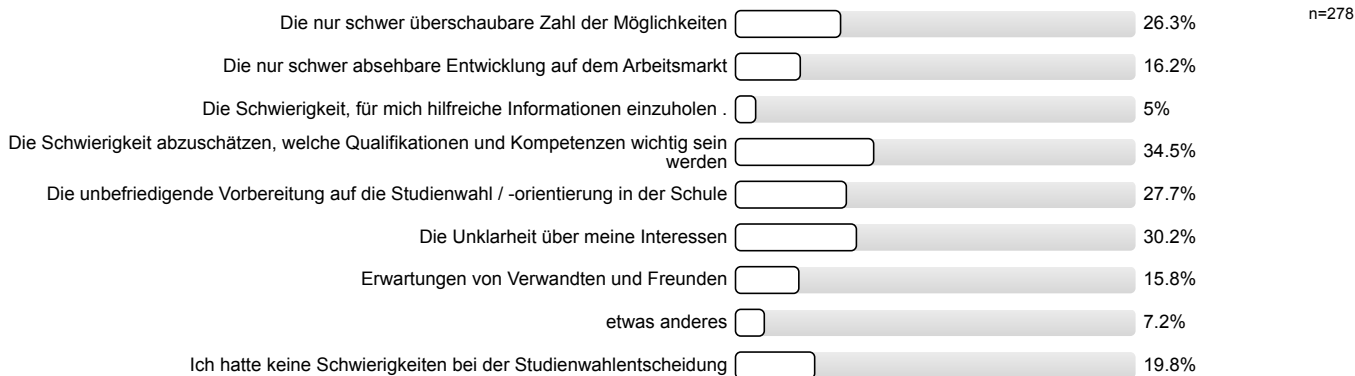 Die nur schwer überschaubare Zahl der Möglichkeiten 26.3% n=278
Die nur schwer absehbare Entwicklung auf dem Arbeitsmarkt 16.2%
Die Schwierigkeit, für mich hilfreiche Informationen einzuholen . 5%
Die Schwierigkeit abzuschätzen, welche Qualifikationen und Kompetenzen wichtig sein
werden 34.5%
Die unbefriedigende Vorbereitung auf die Studienwahl / -orientierung in der Schule 27.7%
Die Unklarheit über meine Interessen 30.2%
Erwartungen von Verwandten und Freunden 15.8%
etwas anderes 7.2%
Ich hatte keine Schwierigkeiten bei der Studienwahlentscheidung 19.8%